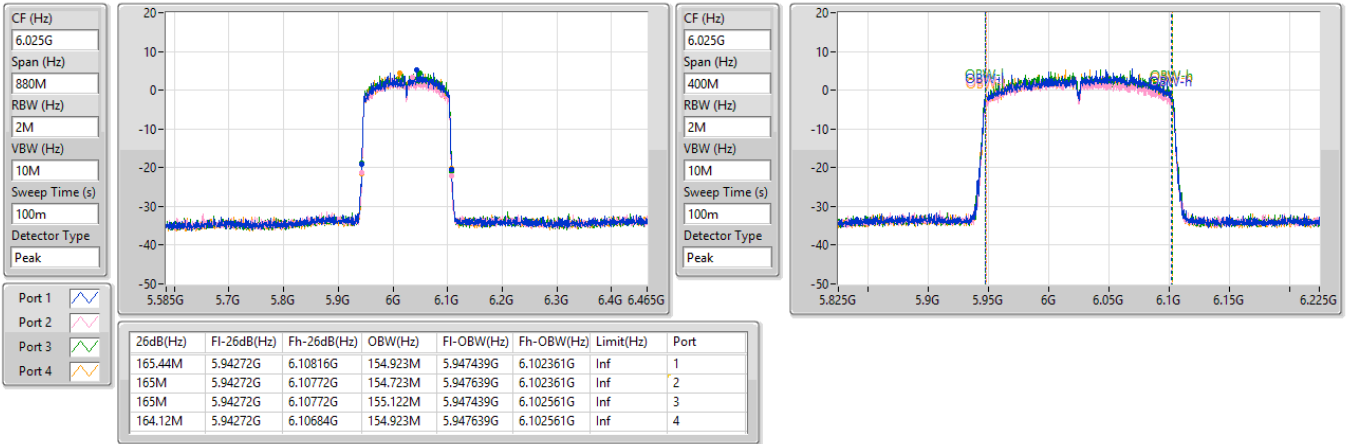 CF (Hz)
6.025G
Span (Hz)
880M
RBW (Hz)
2M
VBW (Hz)
10M
Sweep Time (s)
100m
Detector Type
Peak
20-
10-
0-
-10-
-20-
-30-
-40-
-50-
5.585G 5.7G 5.8G 5.9G 6G 6.1G 6.2G 6.3G 6.4G 6.465G
CF (Hz)
6.025G
Span (Hz)
400M
RBW (Hz)
2M
VBW (Hz)
10M
Sweep Time (s)
100m
Detector Type
Peak
20-
10-
0-
-10-
-20-
-30-
-40-
-50-
OBW-l OBW-h
5.825G 5.9G 5.95G 6G 6.05G 6.1G 6.15G 6.225G
Port 1
Port 2
Port 3
Port 4
26dB(Hz) Fl-26dB(Hz) Fh-26dB(Hz) OBW(Hz) Fl-OBW(Hz) Fh-OBW(Hz) Limit(Hz) Port
165.44M 5.94272G 6.10816G 154.923M 5.947439G 6.102361G Inf 1
165M 5.94272G 6.10772G 154.723M 5.947639G 6.102361G Inf 2
165M 5.94272G 6.10772G 155.122M 5.947439G 6.102561G Inf 3
164.12M 5.94272G 6.10684G 154.923M 5.947639G 6.102561G Inf 4